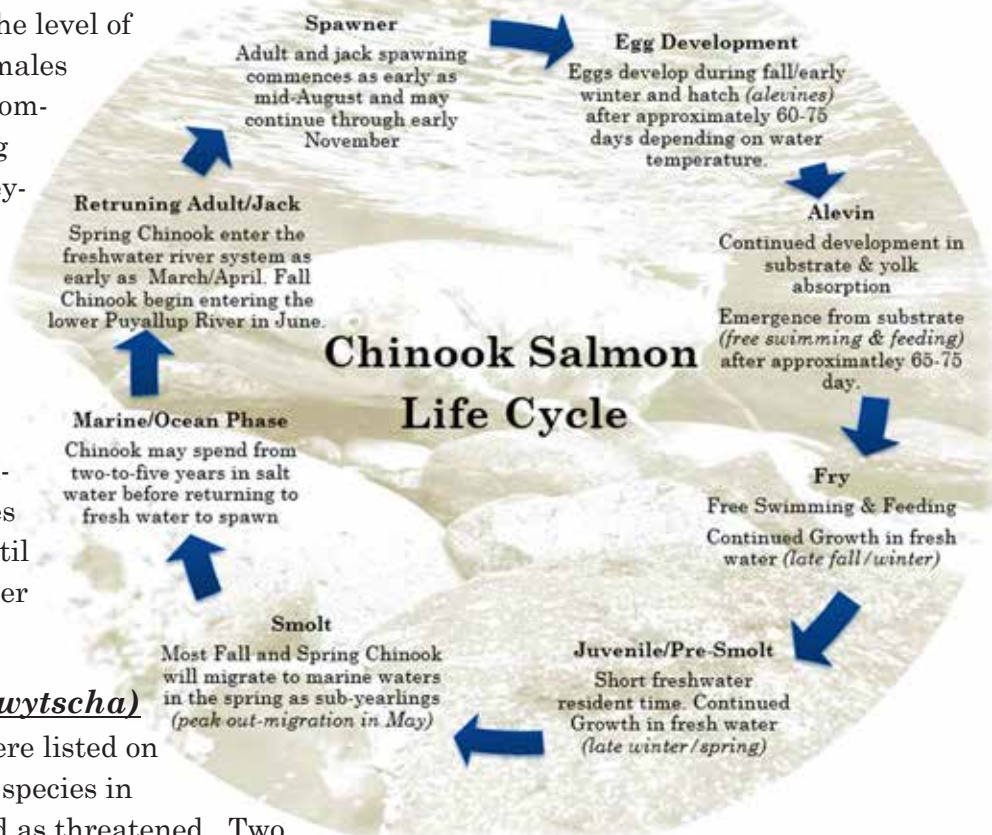 he level of
males
om-
g
ey-
-
es
til
er
wytscha)
ere listed on
species in
d as threatened. Two
Chinook Salmon
Life Cycle
Spawner
Adult and jack spawning
commences as early as
mid-August and may
continue through early
November
Egg Development
Eggs develop during fall/early
winter and hatch (alevines)
after approximately 60-75
days depending on water
temperature.
Alevin
Continued development in
substrate & yolk
absorption
Emergence from substrate
(free swimming & feeding)
after approximatley 65-75
day.
Fry
Free Swimming & Feeding
Continued Growth in fresh
water (late fall/winter)
Juvenile/Pre-Smolt
Short freshwater
resident time. Continued
Growth in fresh water
(late winter/spring)
Smolt
Most Fall and Spring Chinook
will migrate to marine waters
in the spring as sub-yearlings
(peak out-migration in May)
Marine/Ocean Phase
Chinook may spend from
two-to-five years in salt
water before returning to
fresh water to spawn
Retruning Adult/Jack
Spring Chinook enter the
freshwater river system as
early as March/April. Fall
Chinook begin entering the
lower Puyallup River in June.